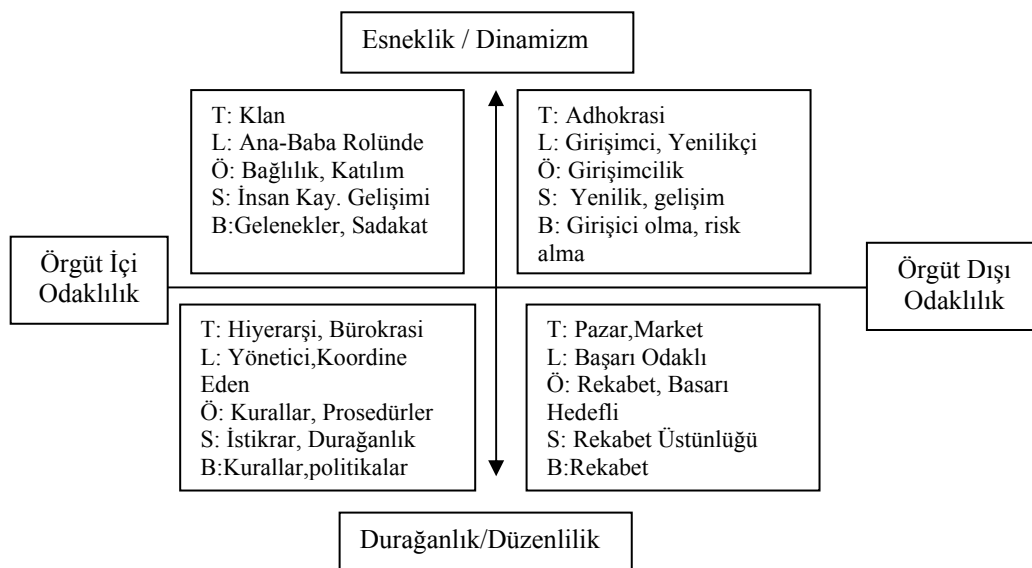 Esneklik / Dinamizm
T: Klan
L: Ana-Baba Rolünde
Ö: Bağlılık, Katılım
S: İnsan Kay. Gelişimi
B:Gelenekler, Sadakat
T: Adhokrasi
L: Girişimci, Yenilikçi
Ö: Girişimcilik
S: Yenilik, gelişim
B: Girişici olma, risk
alma
Örgüt İçi
Odaklılık
Örgüt Dışı
Odaklılık
T: Hiyerarşi, Bürokrasi
L: Yönetici,Koordine
Eden
Ö: Kurallar, Prosedürler
S: İstikrar, Durağanlık
B:Kurallar,politikalar
T: Pazar,Market
L: Başarı Odaklı
Ö: Rekabet, Basarı
Hedefli
S: Rekabet Üstünlüğü
B:Rekabet
Durağanlık/Düzenlilik